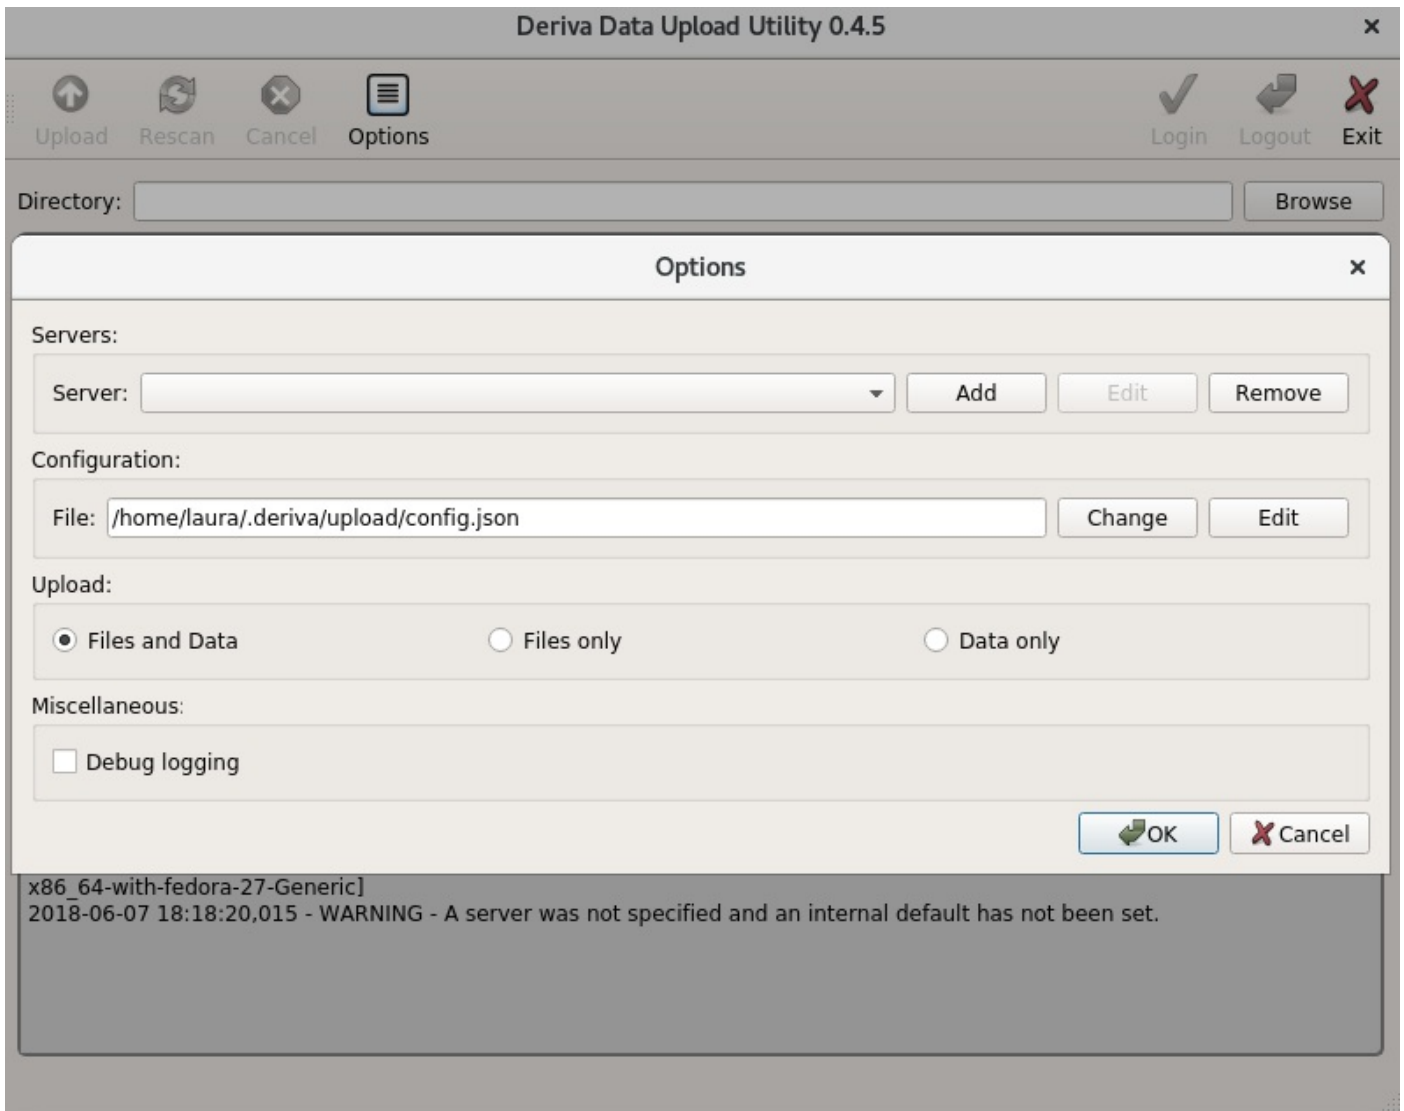 Deriva Data Upload Utility 0.4.5
Upload Rescan Cancel Options Login Logout Exit
Directory: Browse
Options
Servers:
Server: Add Edit Remove
Configuration:
File: /home/laura/.deriva/upload/config.json Change Edit
Upload:
Files and Data Files only Data only
Miscellaneous:
Debug logging
OK Cancel
x86_64-with-fedora-27-Generic]
2018-06-07 18:18:20,015 - WARNING - A server was not specified and an internal default has not been set.